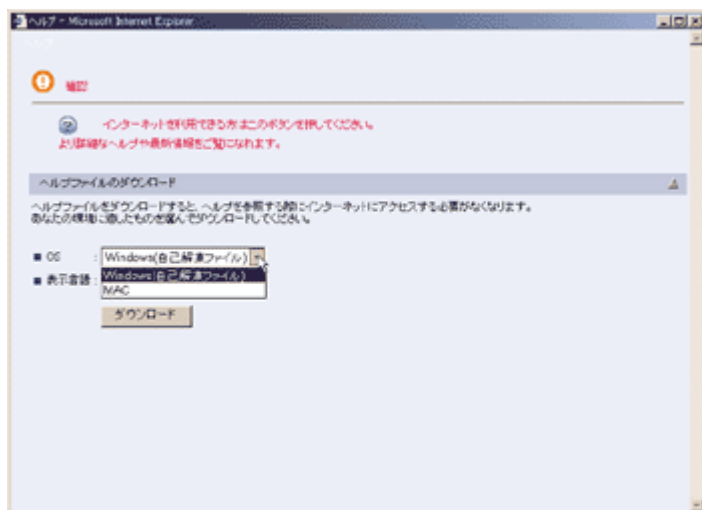 ヘルプ - Microsoft Internet Explorer
ヘルプ
確認!
インターネットを利用できる方はこのボタンを押してください。
より詳細なヘルプや最新情報をご覧になれます。
ヘルプファイルのダウンロード
ヘルプファイルをダウンロードすると、ヘルプを参照する際にインターネットにアクセスする必要がなくなります。
あなたの環境に適したものを選んでダウンロードしてください。
■ OS : Windows(自己解凍ファイル)
Windows(自己解凍ファイル)
■ 表示言語 :
MAC
ダウンロード